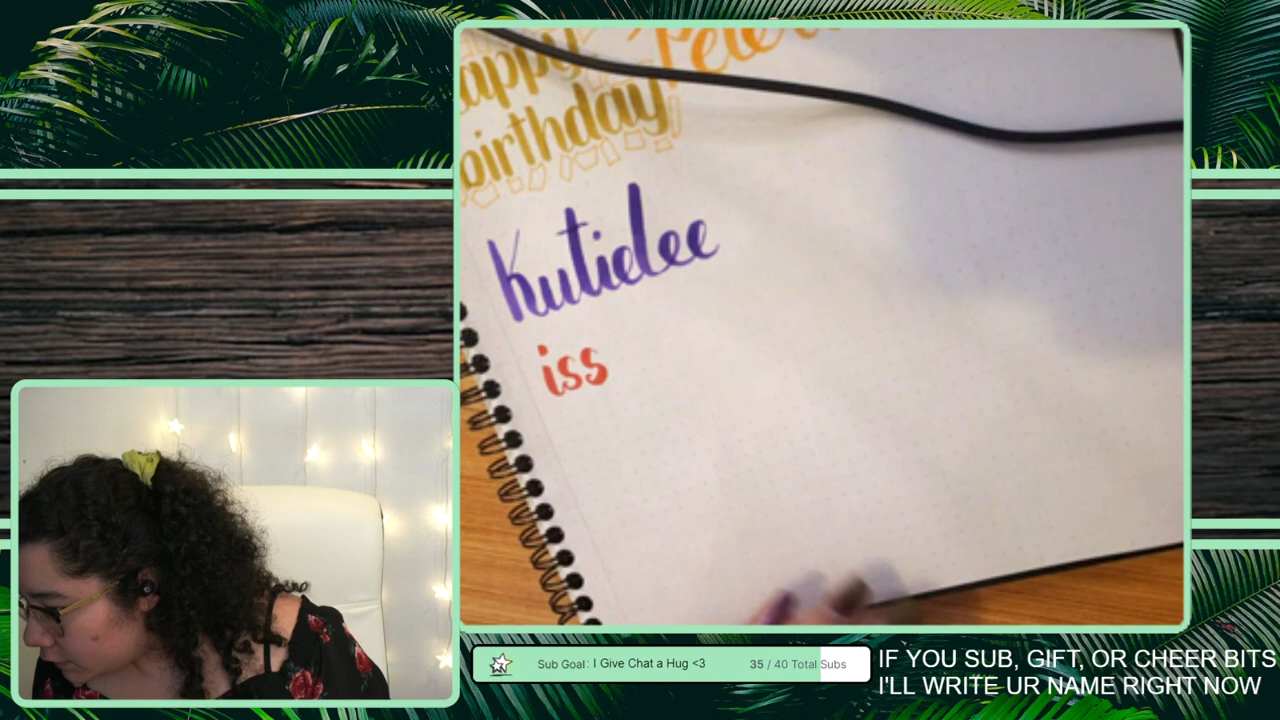 appy
birthday
Kutielee
iss
Sub Goal: I Give Chat a Hug <3
35 / 40 Total Subs
IF YOU SUB, GIFT, OR CHEER BITS
I'LL WRITE UR NAME RIGHT NOW